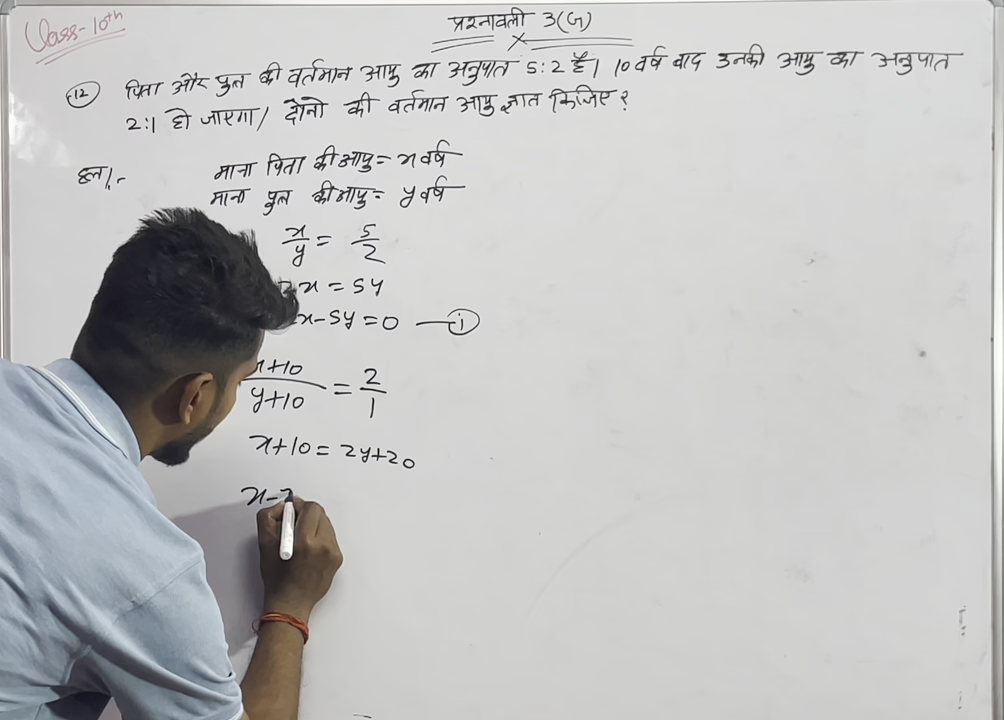 Class-10th
प्रश्नावली 3(G)
(12) पिता और पुत्र की वर्तमान आयु का अनुपात 5:2 है। 10 वर्ष बाद उनकी आयु का अनुपात
2:1 हो जाएगा। दोनो की वर्तमान आयु ज्ञात किजिए?
हल:-
माना पिता की आयु = x वर्ष
माना पुत्र की आयु = y वर्ष
x/y = 5/2
2x = 5y
2x-5y=0 —(i)
x+10/y+10 = 2/1
x+10 = 2y+20
x-